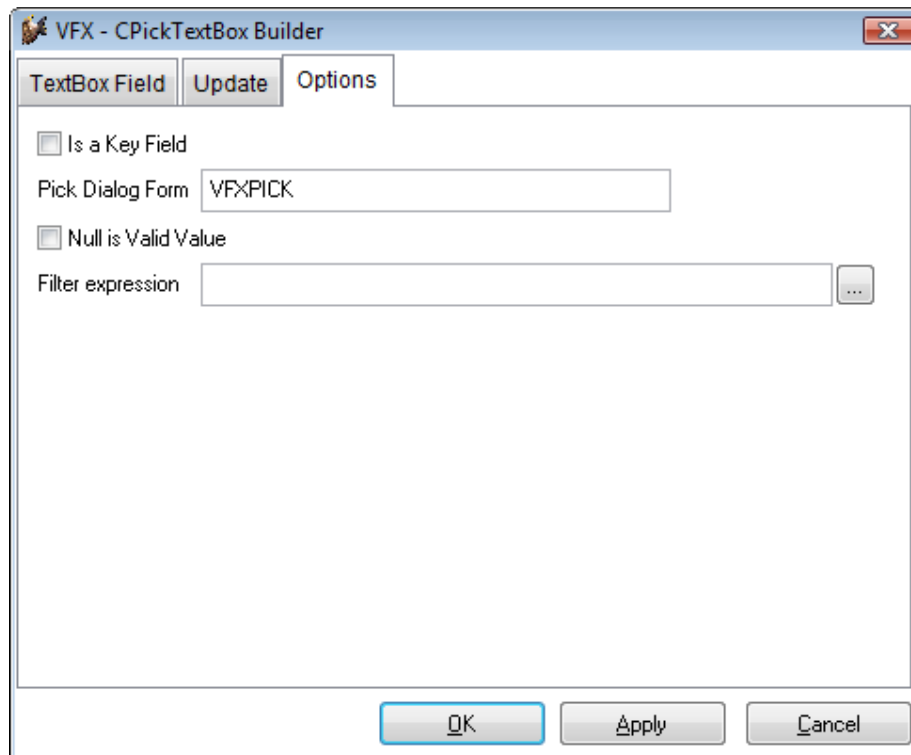 VFX - CPickTextBox Builder
TextBox Field Update Options
Is a Key Field
Pick Dialog Form VFXPICK
Null is Valid Value
Filter expression ...
OK Apply Cancel